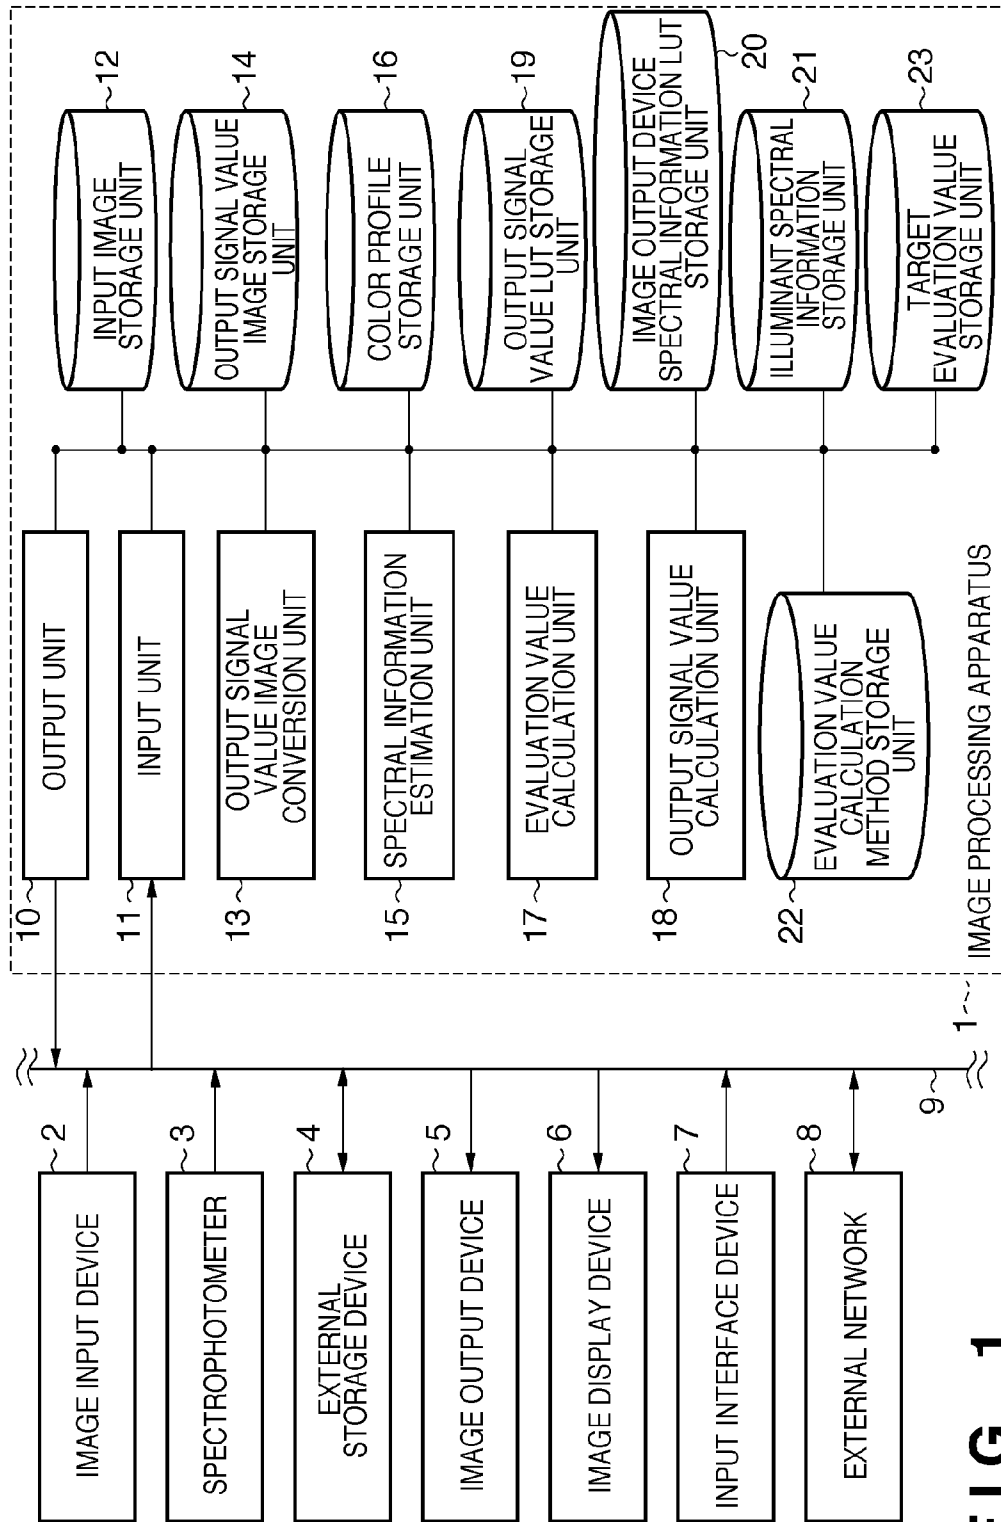 IMAGE INPUT DEVICE
2
SPECTROPHOTOMETER
3
EXTERNAL
STORAGE DEVICE
4
IMAGE OUTPUT DEVICE
5
IMAGE DISPLAY DEVICE
6
INPUT INTERFACE DEVICE
7
EXTERNAL NETWORK
8
9
1
IMAGE PROCESSING APPARATUS
10
OUTPUT UNIT
11
INPUT UNIT
13
OUTPUT SIGNAL
VALUE IMAGE
CONVERSION UNIT
15
SPECTRAL INFORMATION
ESTIMATION UNIT
17
EVALUATION VALUE
CALCULATION UNIT
18
OUTPUT SIGNAL VALUE
CALCULATION UNIT
22
EVALUATION VALUE
CALCULATION
METHOD STORAGE
UNIT
INPUT IMAGE
STORAGE UNIT
12
OUTPUT SIGNAL VALUE
IMAGE STORAGE
UNIT
14
COLOR PROFILE
STORAGE UNIT
16
OUTPUT SIGNAL
VALUE LUT STORAGE
UNIT
19
IMAGE OUTPUT DEVICE
SPECTRAL INFORMATION LUT
STORAGE UNIT
20
ILLUMINANT SPECTRAL
INFORMATION
STORAGE UNIT
21
TARGET
EVALUATION VALUE
STORAGE UNIT
23
FIG. 1